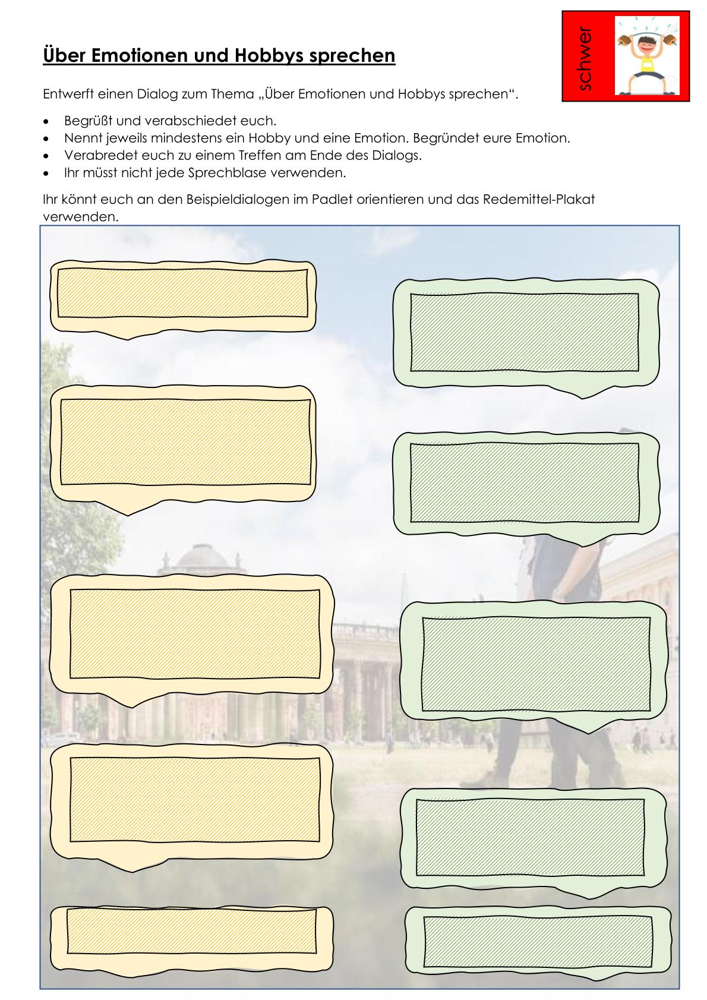 schwer
Über Emotionen und Hobbys sprechen
Entwerft einen Dialog zum Thema „Über Emotionen und Hobbys sprechen“.
• Begrüßt und verabschiedet euch.
• Nennt jeweils mindestens ein Hobby und eine Emotion. Begründet eure Emotion.
• Verabredet euch zu einem Treffen am Ende des Dialogs.
• Ihr müsst nicht jede Sprechblase verwenden.
Ihr könnt euch an den Beispieldialogen im Padlet orientieren und das Redemittel-Plakat
verwenden.